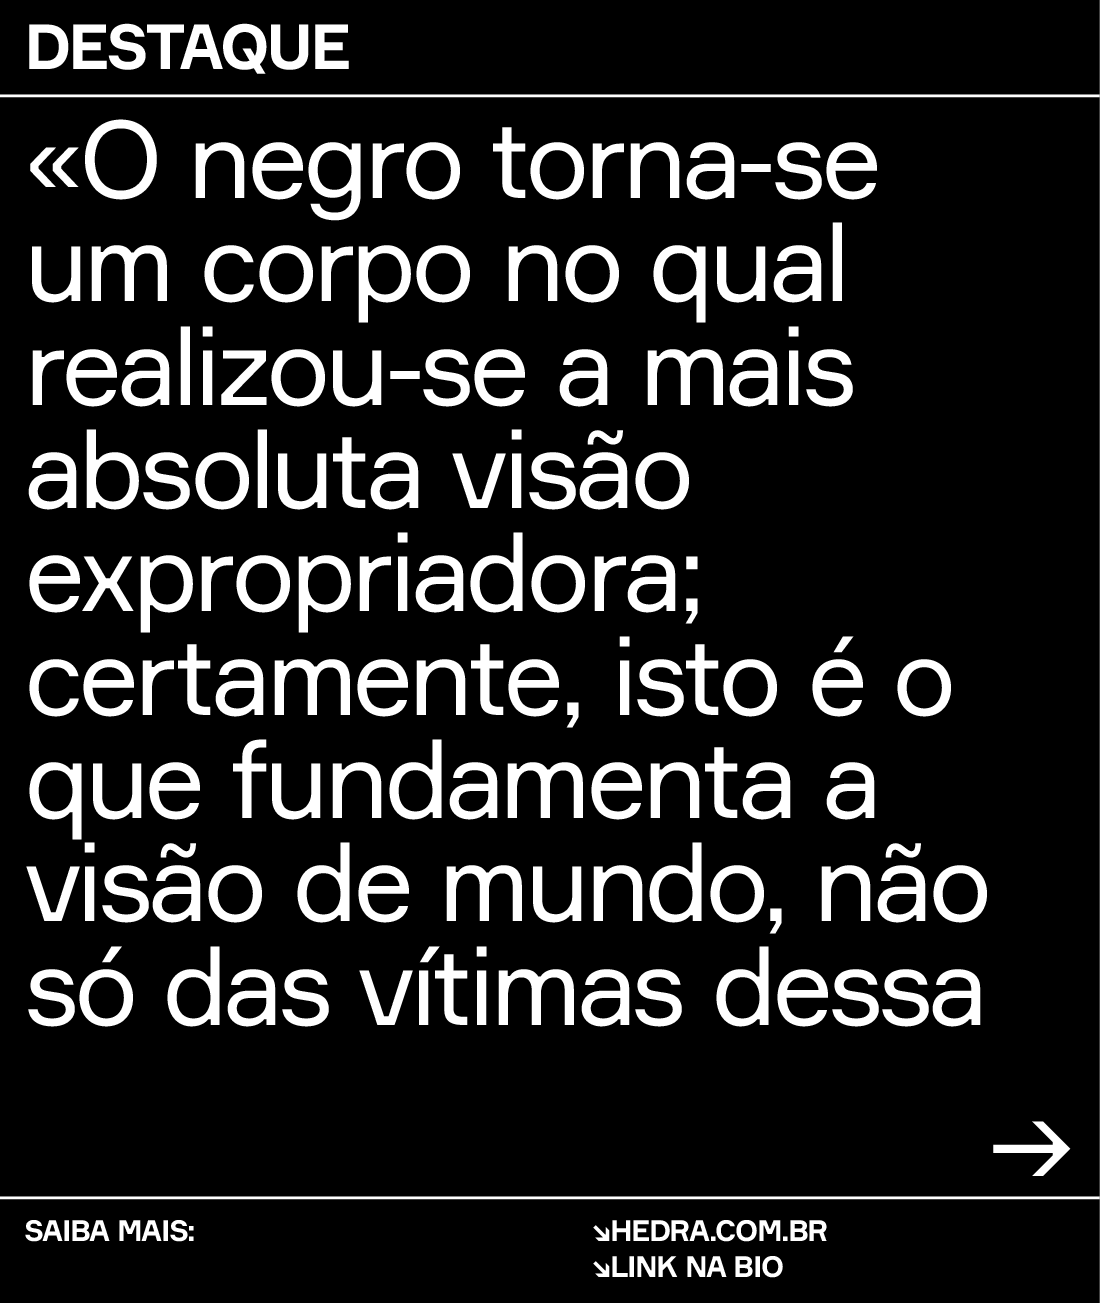 DESTAQUE
«O negro torna-se
um corpo no qual
realizou-se a mais
absoluta visão
expropriadora;
certamente, isto é o
que fundamenta a
visão de mundo, não
só das vítimas dessa
→
SAIBA MAIS:
↘HEDRA.COM.BR
↘LINK NA BIO